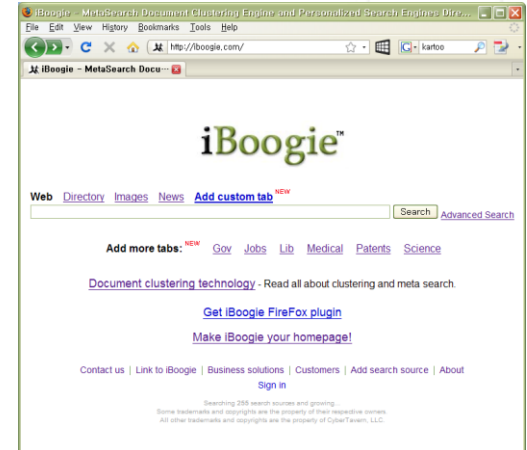 iBoogie - MetaSearch Document Clustering Engine and Personalized Search Engines Dire...
File Edit View History Bookmarks Tools Help
http://iboogie.com/ kartoo
iBoogie - MetaSearch Docu...
iBoogie™
Web Directory Images News Add custom tab NEW
Search Advanced Search
Add more tabs: NEW Gov Jobs Lib Medical Patents Science
Document clustering technology - Read all about clustering and meta search.
Get iBoogie FireFox plugin
Make iBoogie your homepage!
Contact us | Link to iBoogie | Business solutions | Customers | Add search source | About
Sign in
Searching 255 search sources and growing...
Some trademarks and copyrights are the property of their respective owners.
All other trademarks and copyrights are the property of CyberTavern, LLC.